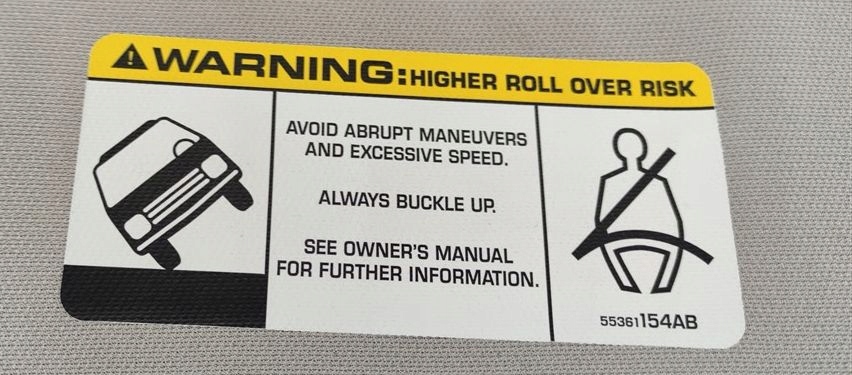 WARNING: HIGHER ROLL OVER RISK
AVOID ABRUPT MANEUVERS
AND EXCESSIVE SPEED.
ALWAYS BUCKLE UP.
SEE OWNER'S MANUAL
FOR FURTHER INFORMATION.
55361154AB